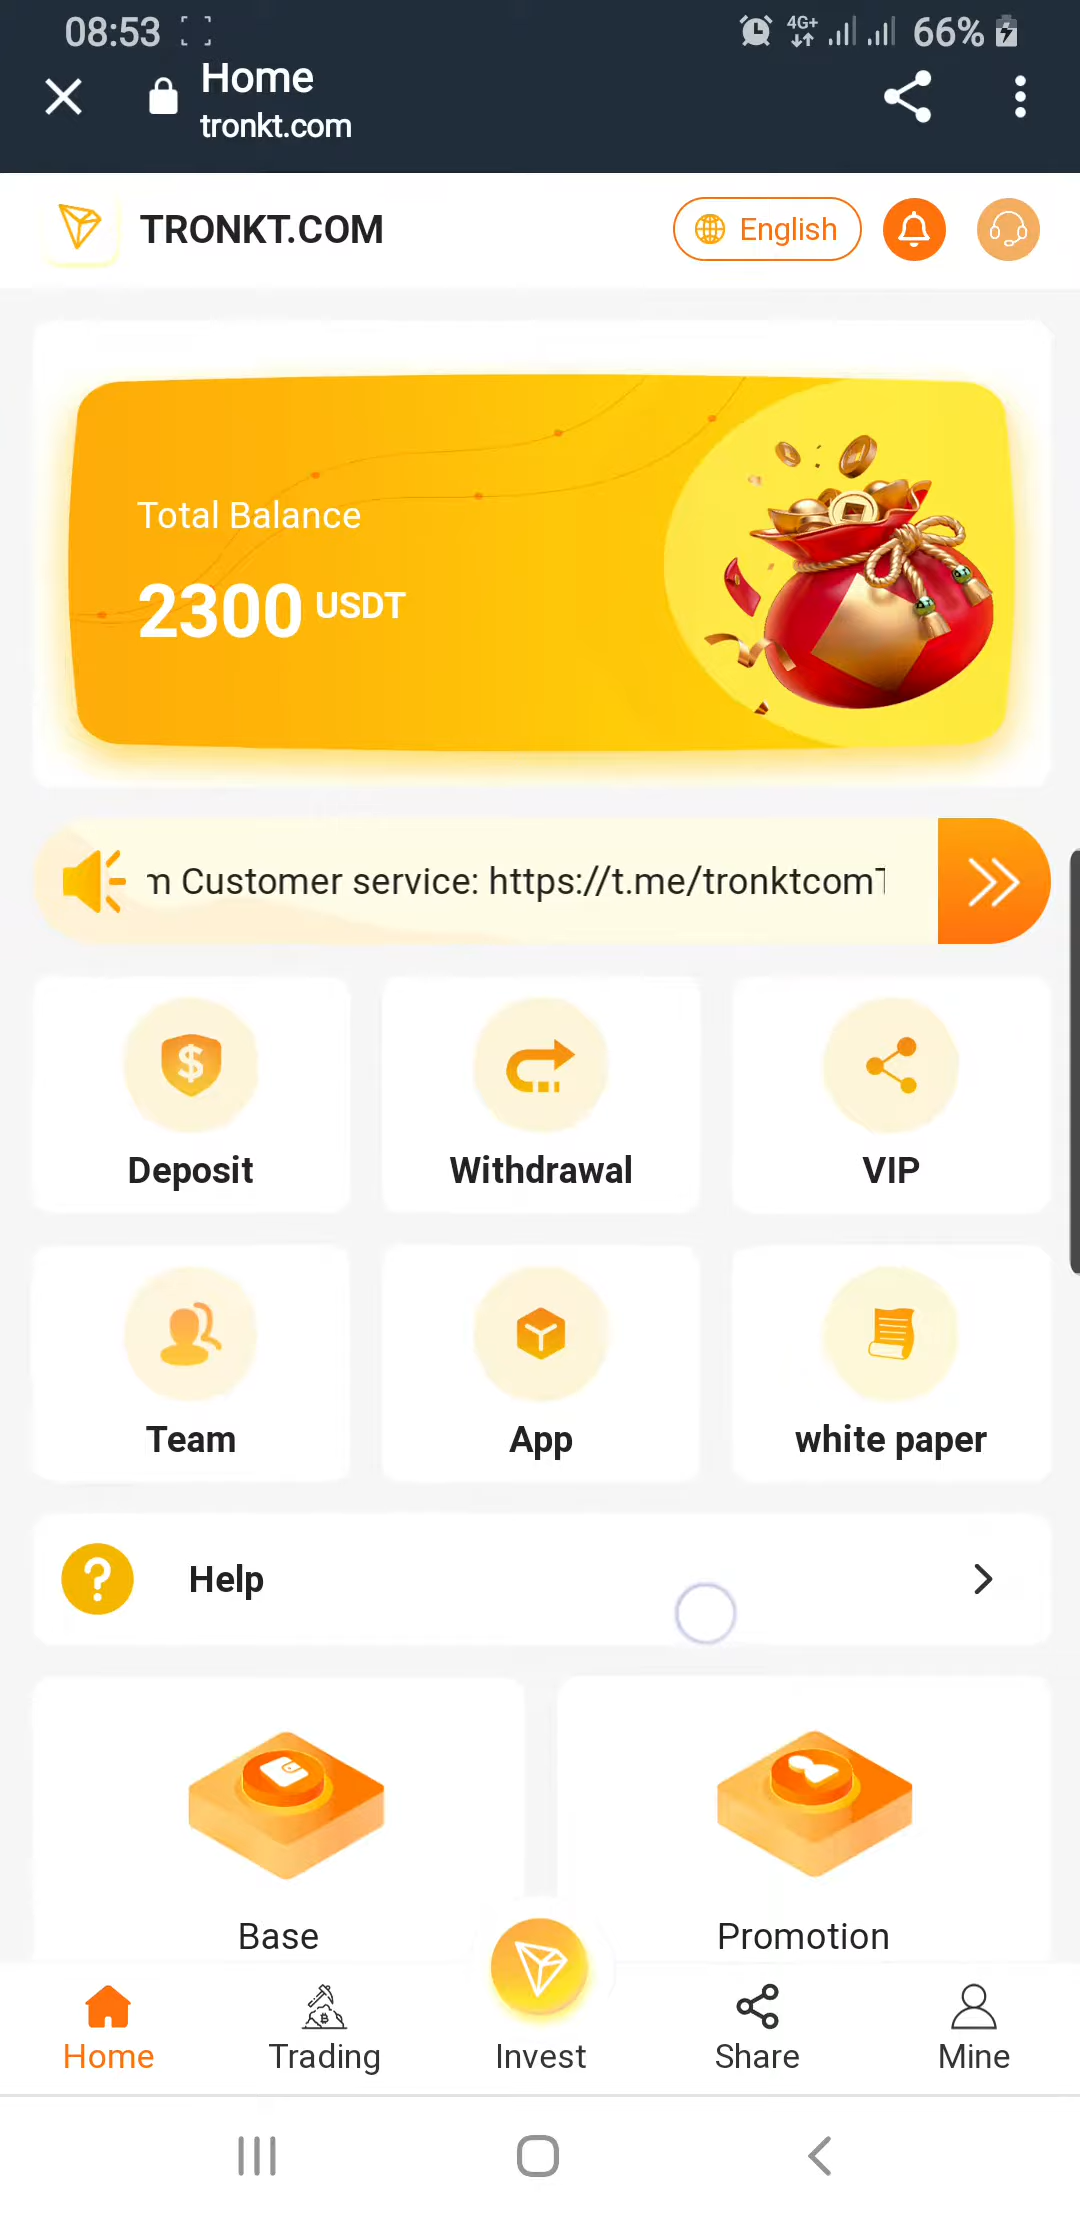 08:53
4G+
66%
Home
tronkt.com
TRONKT.COM
English
Total Balance
2300 USDT
m Customer service: https://t.me/tronktcom
Deposit
Withdrawal
VIP
Team
App
white paper
Help
Base
Promotion
Home
Trading
Invest
Share
Mine